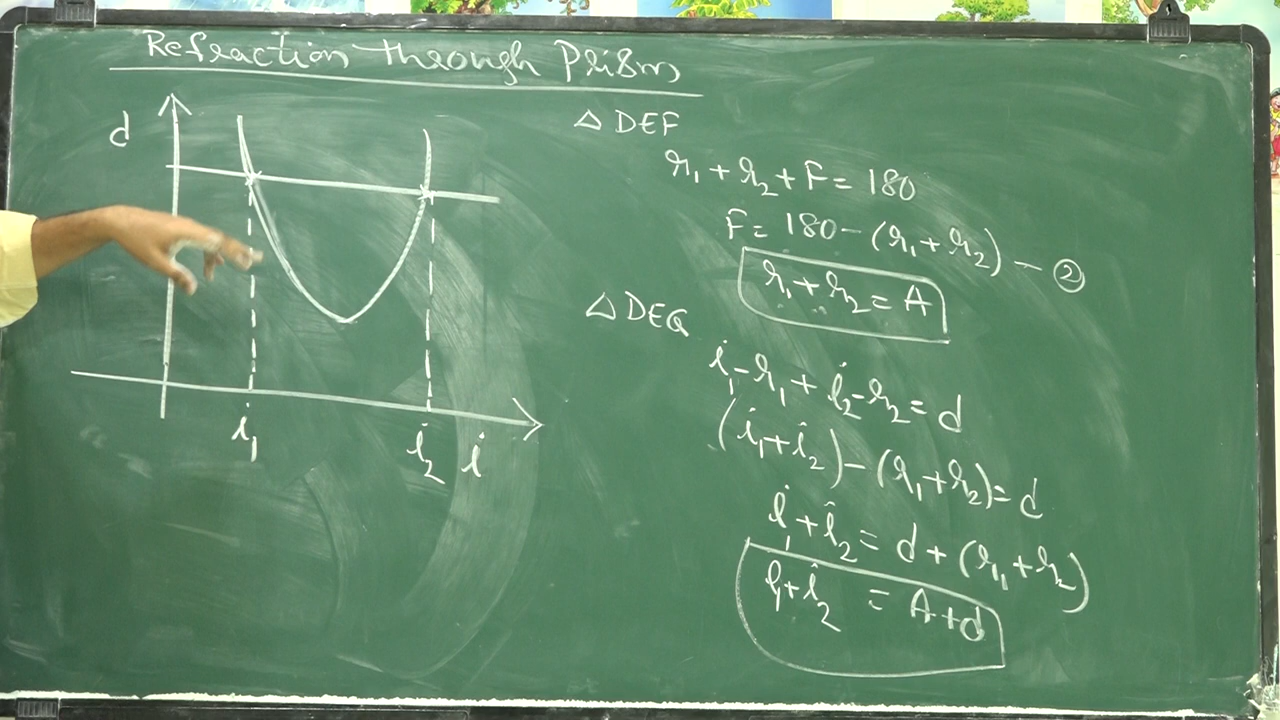 Refraction through Prism
d
i₁
i₂ i
△ DEF
r₁ + r₂ + F = 180
F = 180 - (r₁ + r₂) - ②
r₁ + r₂ = A
△ DEQ
i₁ - r₁ + i₂ - r₂ = d
(i₁ + i₂) - (r₁ + r₂) = d
i₁ + i₂ = d + (r₁ + r₂)
i₁ + i₂ = A + d